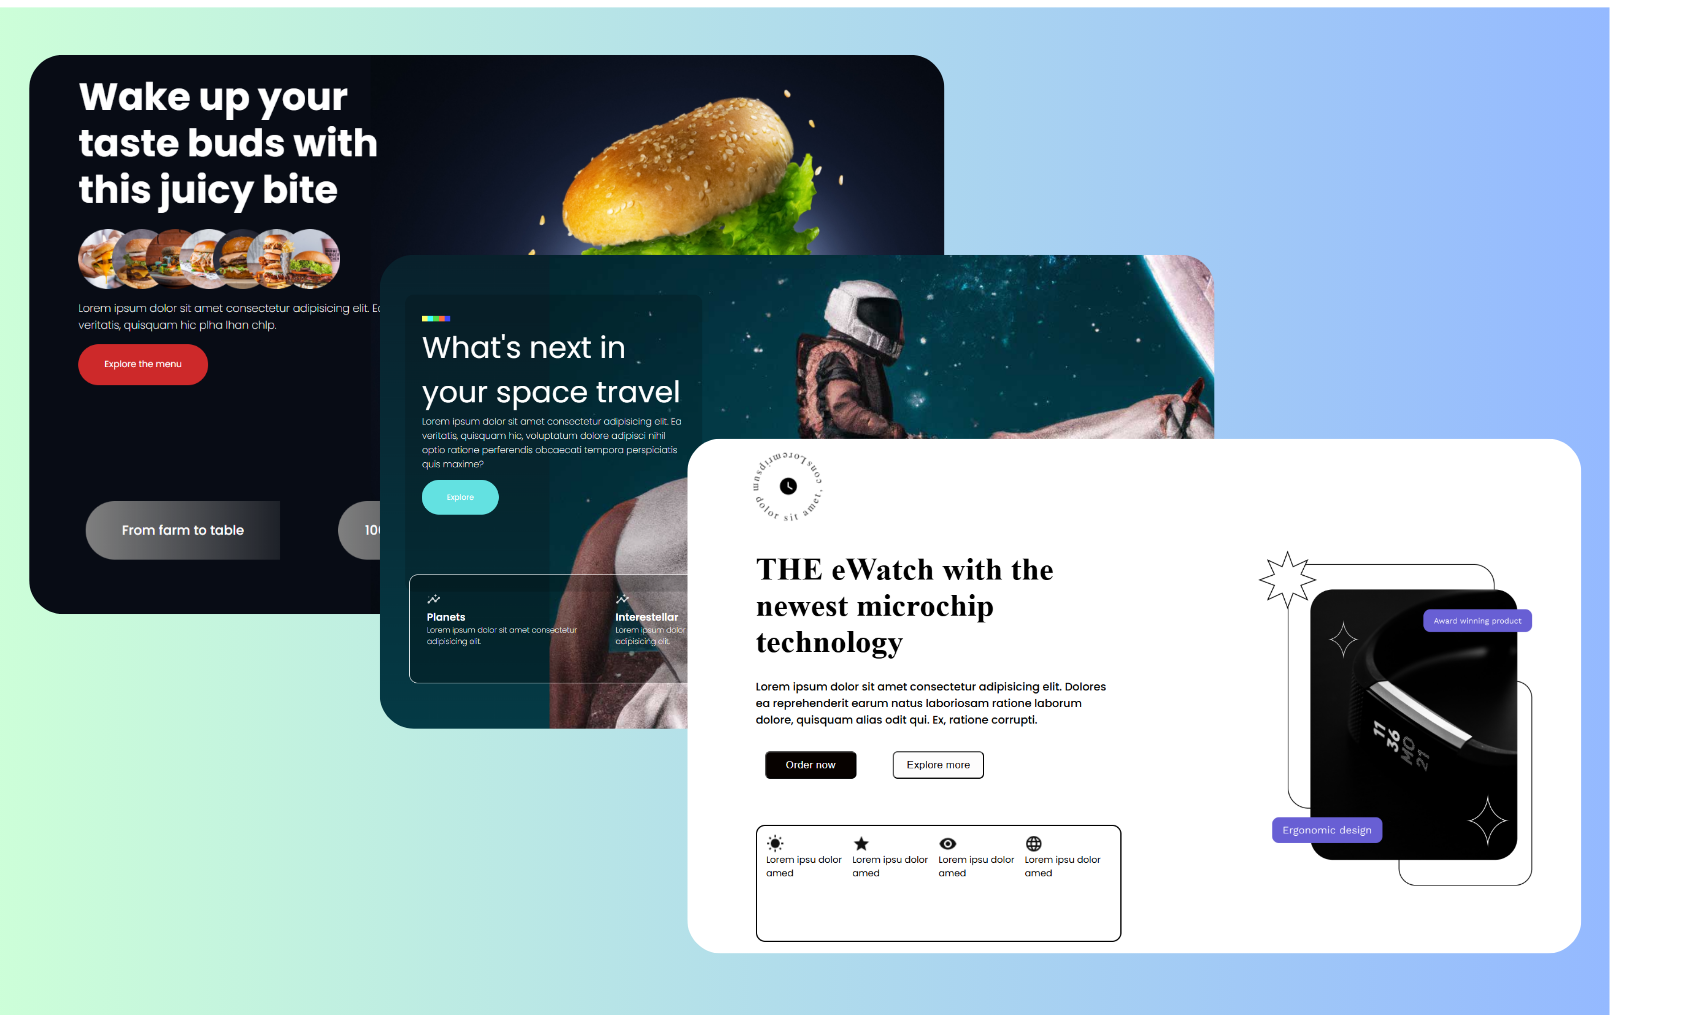 Wake up your
taste buds with
this juicy bite
Lorem ipsum dolor sit amet consectetur adipisicing elit.
veritatis, quisquam hic plha lhan chlp.
Explore the menu
From farm to table
What's next in
your space travel
Lorem ipsum dolor sit amet consectetur adipisicing elit. Ea
veritatis, quisquam hic, voluptatum dolore adipisci nihil
optio ratione perferendis obcaecati tempora perspiciatis
quis maxime?
Explore
Planets
Lorem ipsum dolor sit amet consectetur
adipisicing elit.
Interestellar
Lorem ipsum dolor
adipisicing elit.
Loremripsum dolor sit amet, cons
THE eWatch with the
newest microchip
technology
Lorem ipsum dolor sit amet consectetur adipisicing elit. Dolores
ea reprehenderit earum natus laboriosam ratione laborum
dolore, quisquam alias odit qui. Ex, ratione corrupti.
Order now
Explore more
Lorem ipsu dolor
amed
Lorem ipsu dolor
amed
Lorem ipsu dolor
amed
Lorem ipsu dolor
amed
Award winning product
11
36
MO
21
Ergonomic design